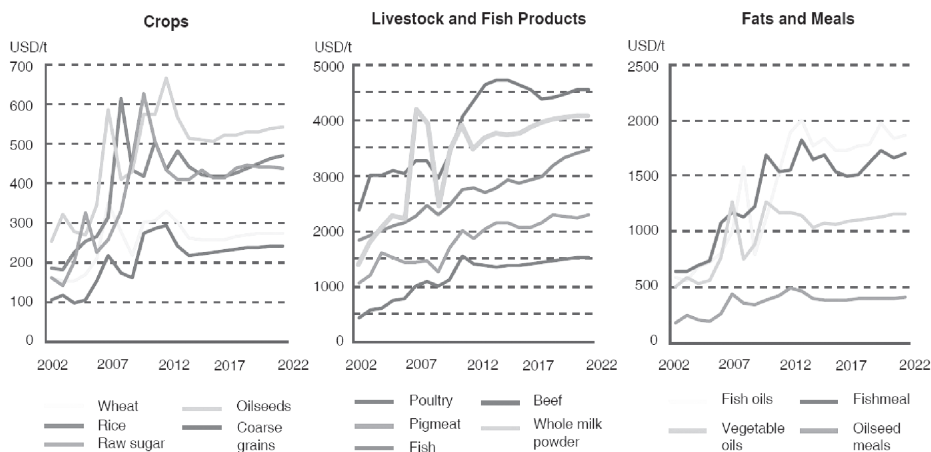 Crops
USD/t
700
600
500
400
300
200
100
0
2002 2007 2012 2017 2022
Wheat
Rice
Raw sugar
Oilseeds
Coarse
grains
Livestock and Fish Products
USD/t
5000
4000
3000
2000
1000
0
2002 2007 2012 2017 2022
Poultry
Pigmeat
Fish
Beef
Whole milk
powder
Fats and Meals
USD/t
2500
2000
1500
1000
500
0
2002 2007 2012 2017 2022
Fish oils
Vegetable
oils
Fishmeal
Oilseed
meals